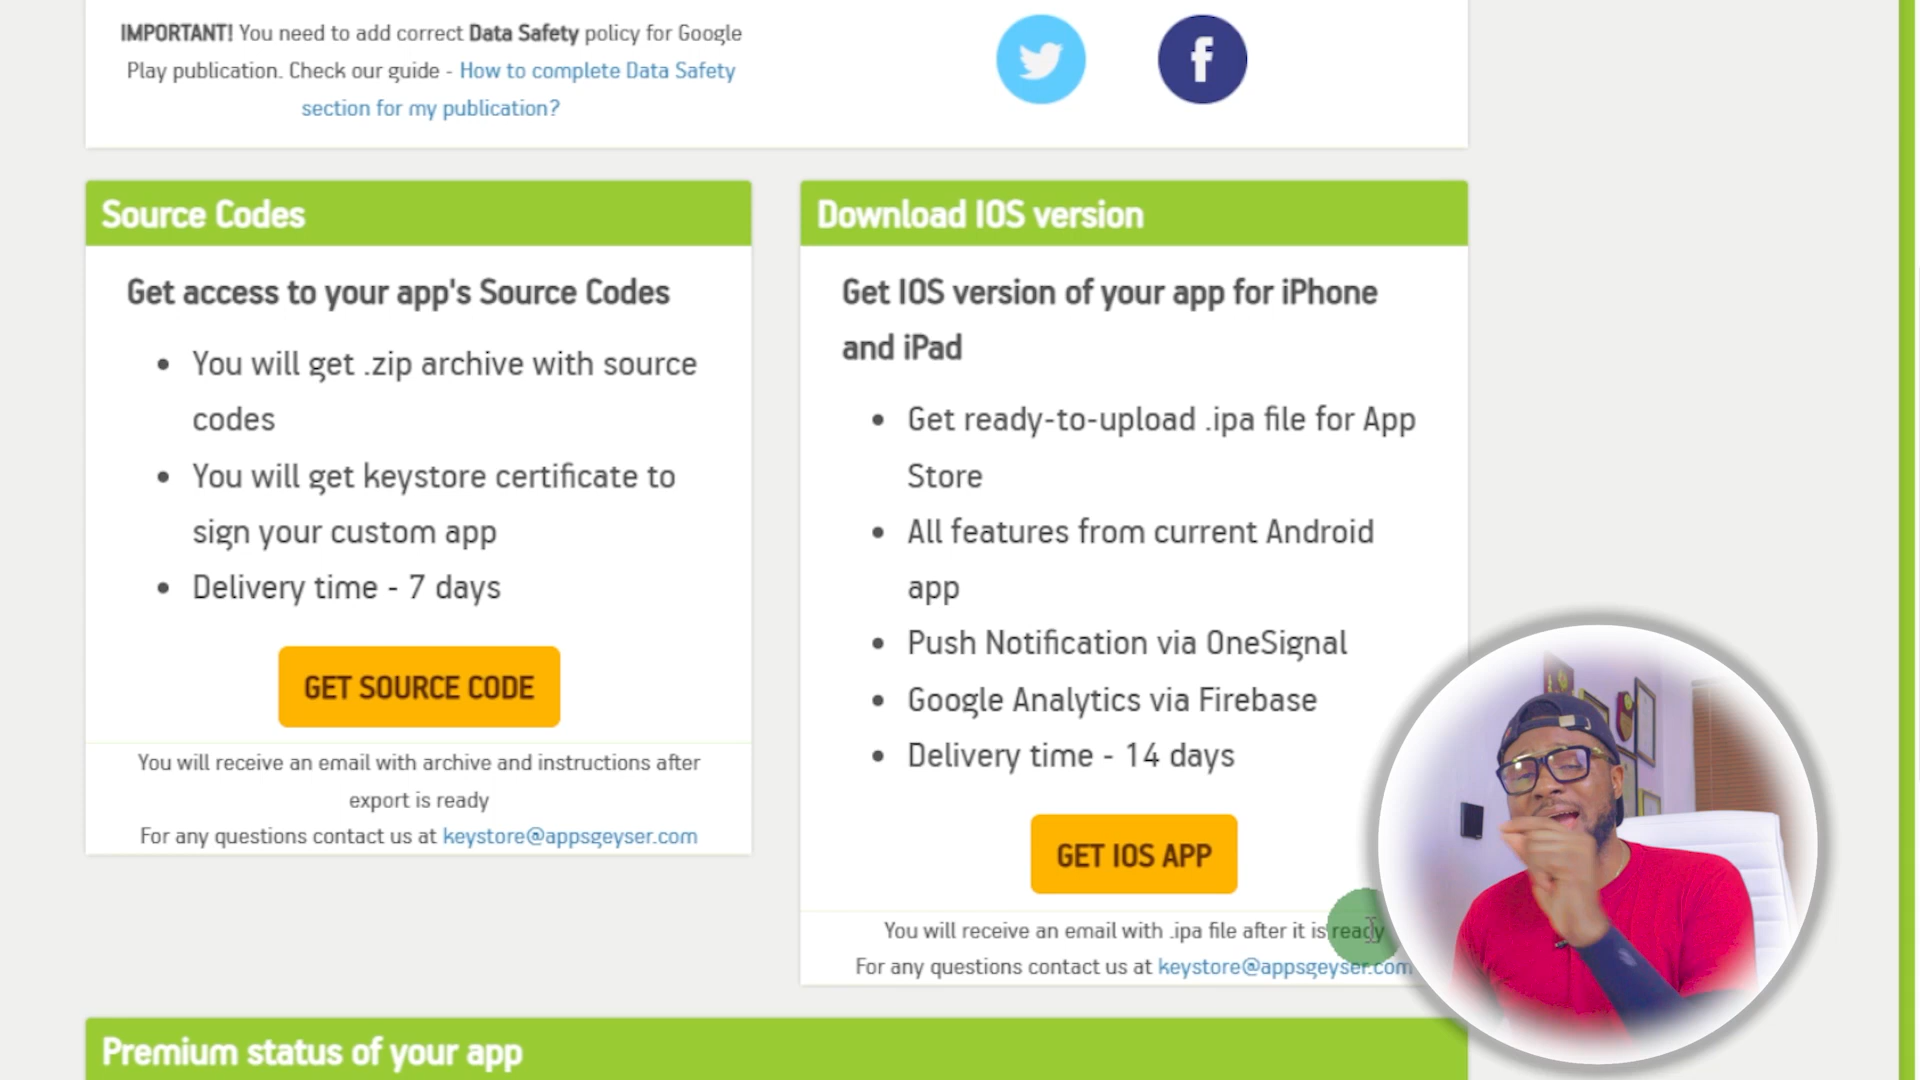 IMPORTANT! You need to add correct Data Safety policy for Google
Play publication. Check our guide - How to complete Data Safety
section for my publication?
Source Codes
Get access to your app's Source Codes
• You will get .zip archive with source
codes
• You will get keystore certificate to
sign your custom app
• Delivery time - 7 days
GET SOURCE CODE
You will receive an email with archive and instructions after
export is ready
For any questions contact us at keystore@appsgeyser.com
Download IOS version
Get IOS version of your app for iPhone
and iPad
• Get ready-to-upload .ipa file for App
Store
• All features from current Android
app
• Push Notification via OneSignal
• Google Analytics via Firebase
• Delivery time - 14 days
GET IOS APP
You will receive an email with .ipa file after it is ready
For any questions contact us at keystore@appsgeyser.com
Premium status of your app